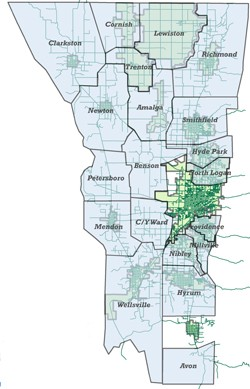 Cornish
Lewiston
Clarkston
Richmond
Trenton
Newton
Amalga
Smithfield
Hyde Park
Benson
North Logan
Petersboro
Mendon
C/YWard
Providence
Millville
Nibley
Hyrum
Wellsville
Avon